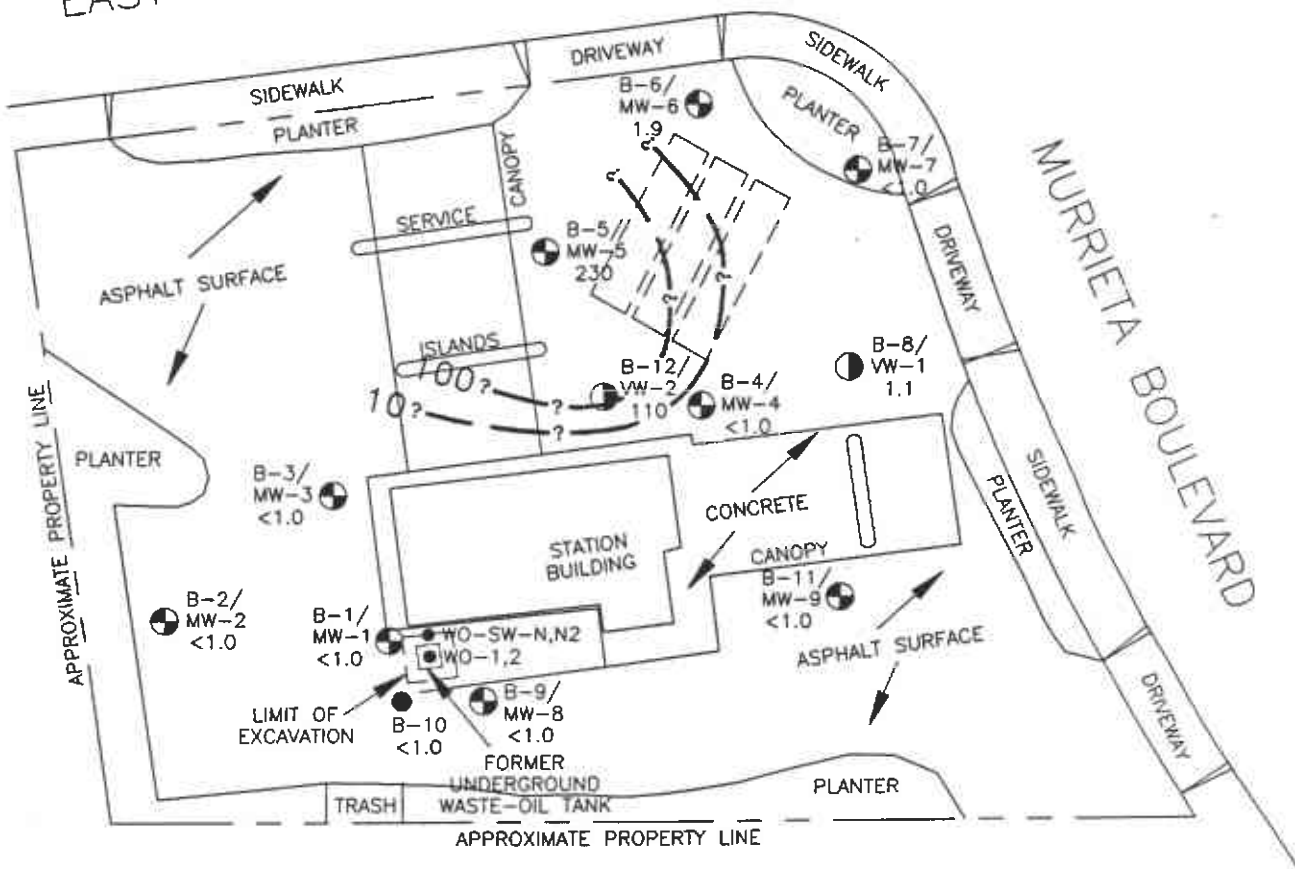 EAST
SIDEWALK
DRIVEWAY
SIDEWALK
PLANTER
B-6/
MW-6
1.9
PLANTER
CANOPY
B-7/
MW-7
<1.0
MURRIETA BOULEVARD
SERVICE
B-5/
MW-5
230
?
?
DRIVEWAY
ASPHALT SURFACE
?
?
ISLANDS
B-12/
VW-2
110
B-8/
VW-1
1.1
100?
?
B-4/
MW-4
<1.0
10?
?
PLANTER
B-3/
MW-3
<1.0
CONCRETE
SIDEWALK
PLANTER
APPROXIMATE PROPERTY LINE
STATION
BUILDING
CANOPY
B-11/
MW-9
<1.0
B-2/
MW-2
<1.0
B-1/
MW-1
<1.0
WO-SW-N,N2
WO-1,2
ASPHALT SURFACE
DRIVEWAY
LIMIT OF
EXCAVATION
B-10
<1.0
B-9/
MW-8
<1.0
FORMER
UNDERGROUND
WASTE-OIL TANK
TRASH
PLANTER
APPROXIMATE PROPERTY LINE